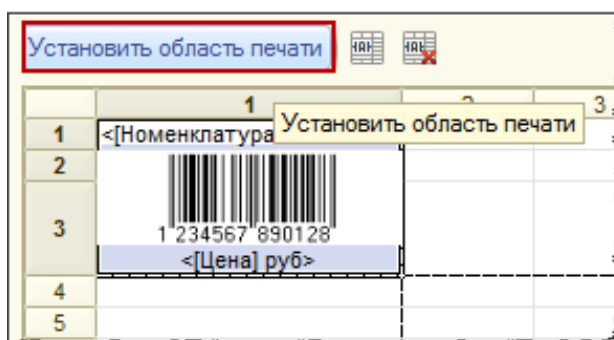 Установить область печати
1 2 3
Установить область печати
1 <[Номенклатура
2
3
1 234567 890128
<[Цена] руб>
4
5